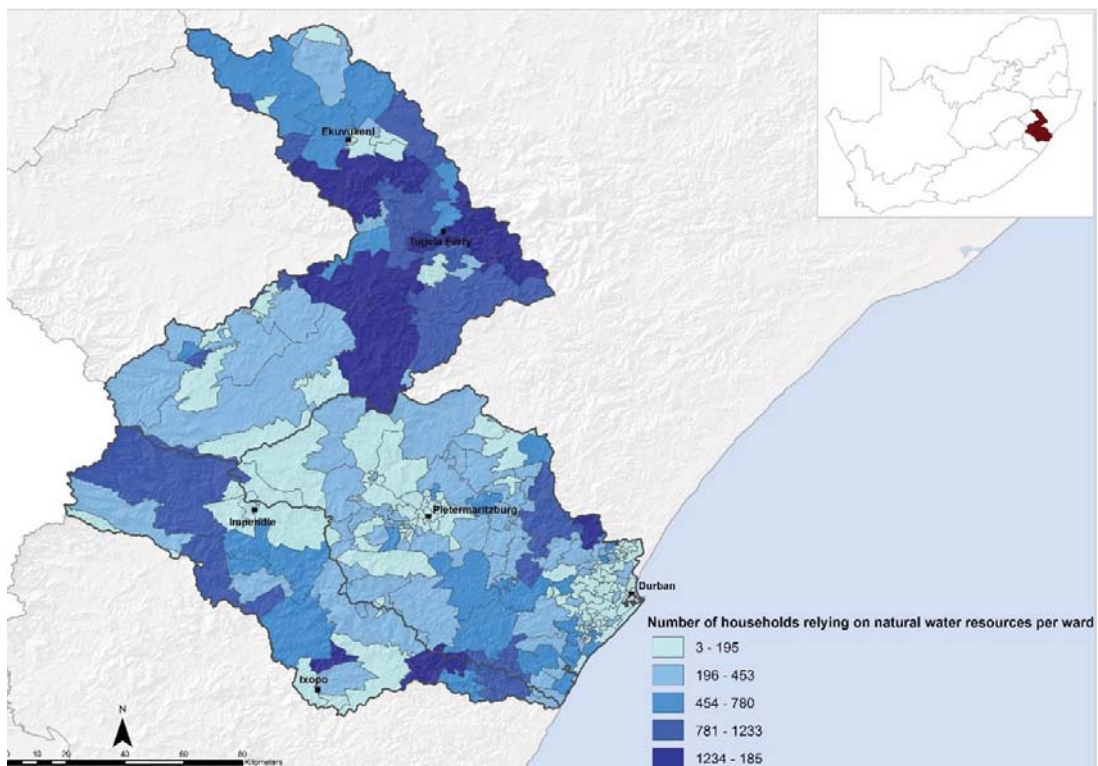 Ekuvukeni
Tugela Ferry
Impendle
Pietermaritzburg
Durban
Ixopo
Number of households relying on natural water resources per ward
3 - 195
196 - 453
454 - 780
781 - 1233
1234 - 185
N
0 10 20 40 60 80
Kilometers